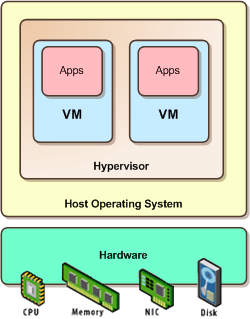 Apps Apps
VM VM
Hypervisor
Host Operating System
Hardware
CPU Memory NIC Disk